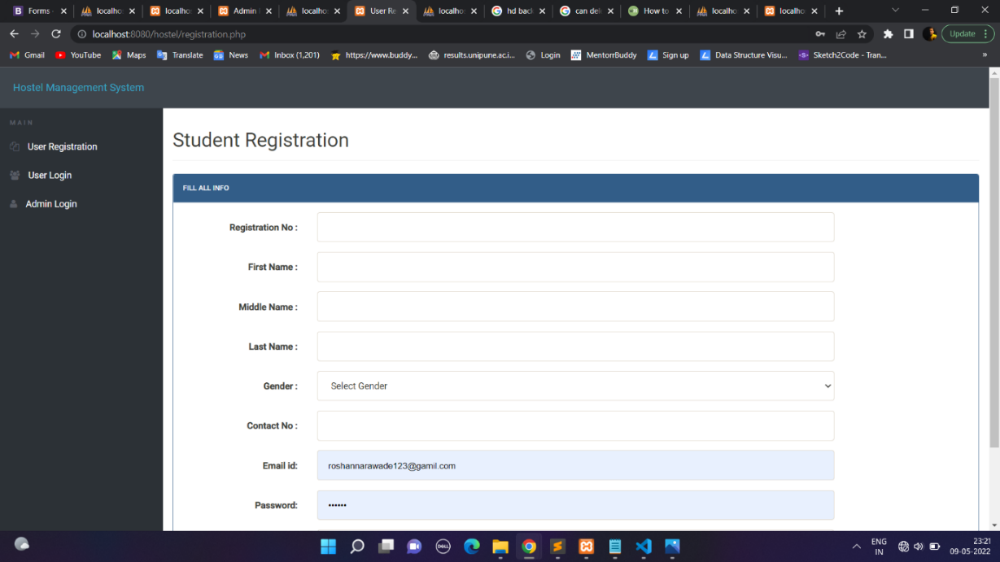 Forms
localho
localho
Admin
localho
User Re
localho
hd back
can del
How to
localho
localho
localhost:8080/hostel/registration.php
Update
Gmail
YouTube
Maps
Translate
News
Inbox (1,201)
https://www.buddy...
results.unipune.ac.i...
Login
MentorrBuddy
Sign up
Data Structure Visu...
Sketch2Code - Tran...
»
Hostel Management System
MAIN
User Registration
User Login
Admin Login
Student Registration
FILL ALL INFO
Registration No :
First Name :
Middle Name :
Last Name :
Gender :
Select Gender
Contact No :
Email id:
roshannarawade123@gamil.com
Password:
••••••
DELL
ENG
IN
23:21
09-05-2022